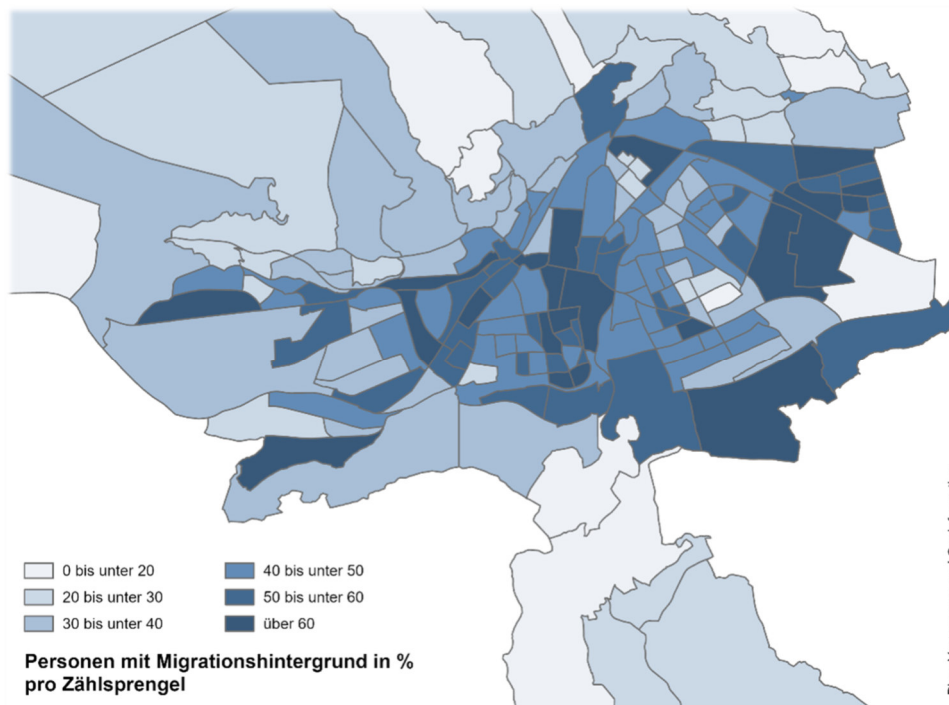 0 bis unter 20
20 bis unter 30
30 bis unter 40
40 bis unter 50
50 bis unter 60
über 60
Personen mit Migrationshintergrund in %
pro Zählsprengel